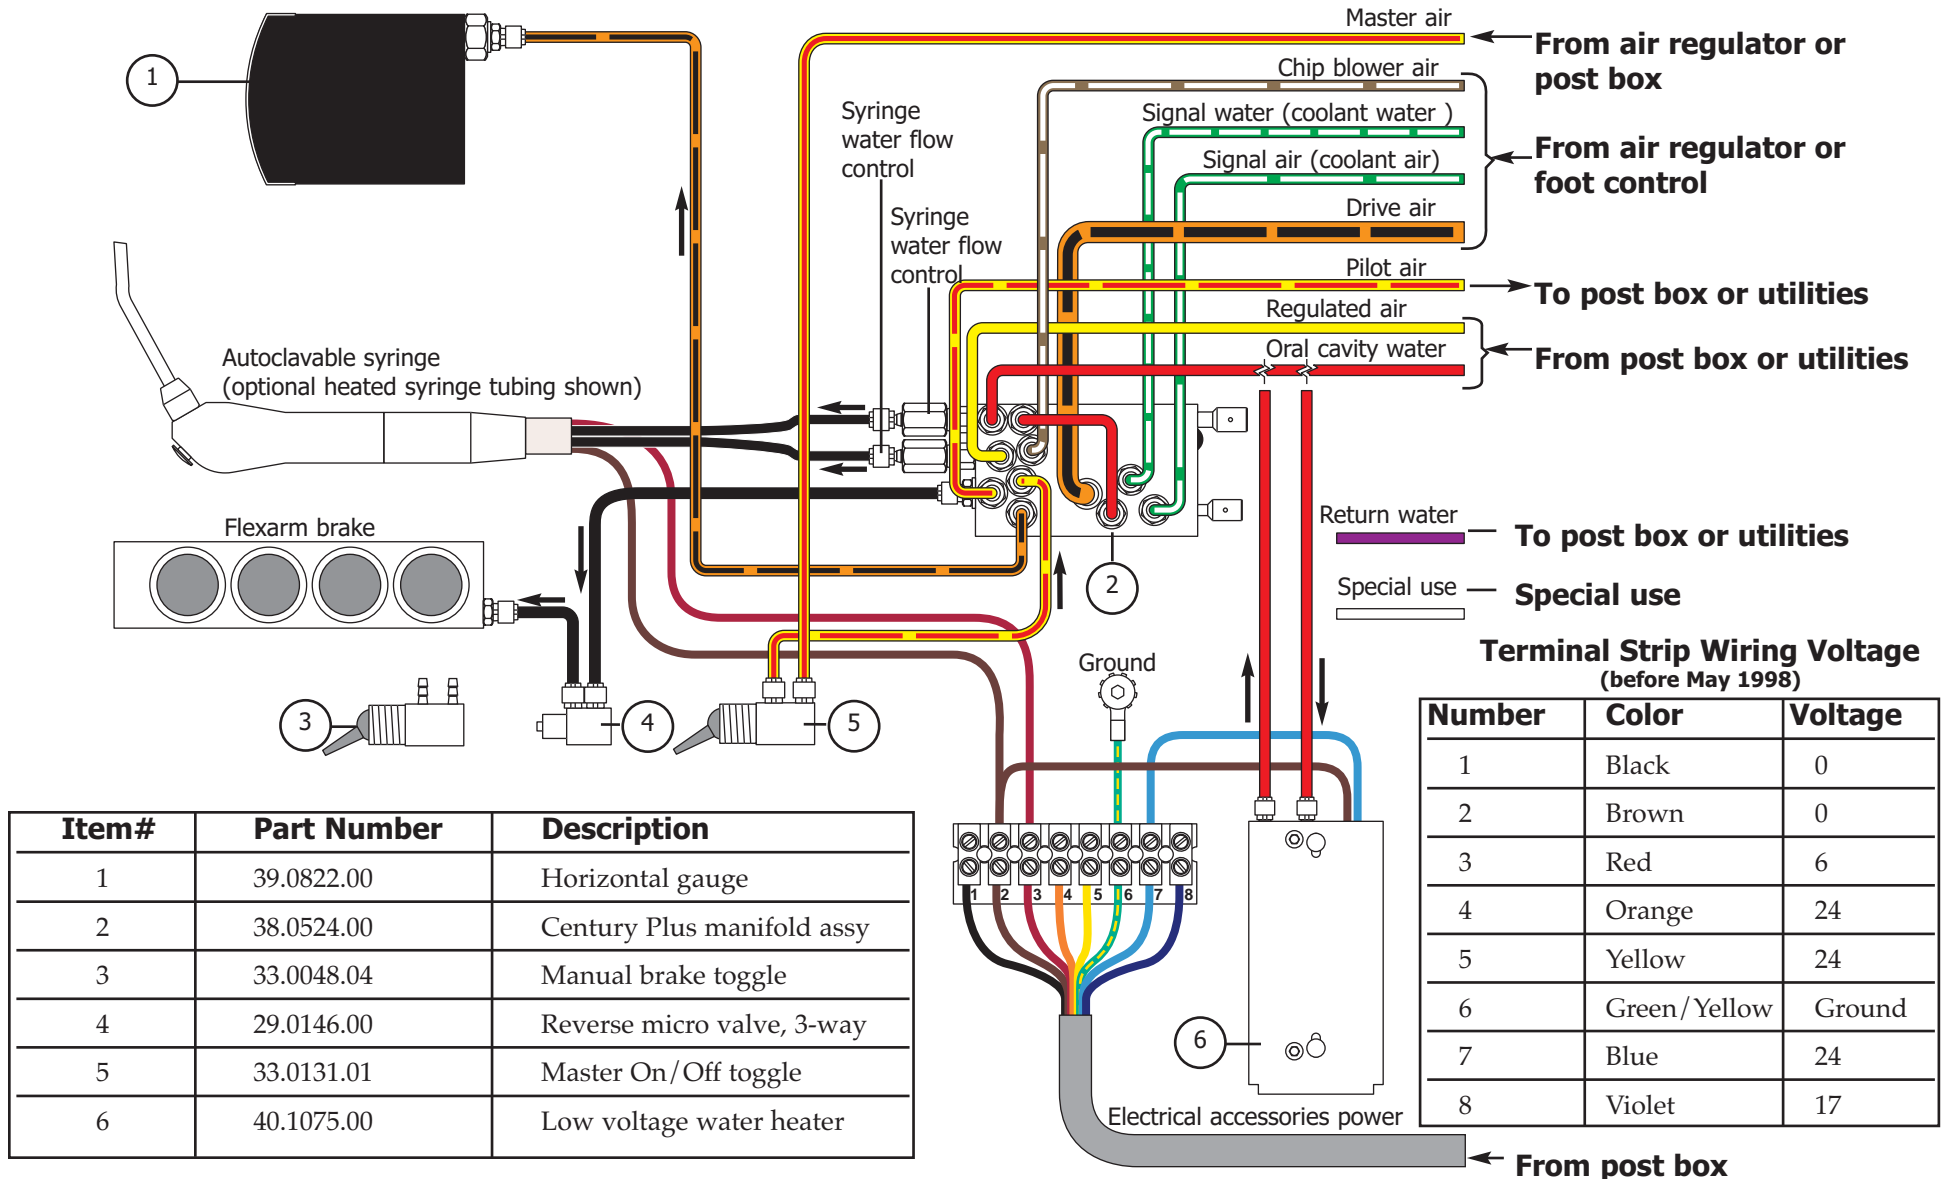 Master air
From air regulator or
post box
Chip blower air
Signal water (coolant water )
Signal air (coolant air)
From air regulator or
foot control
Drive air
Pilot air
To post box or utilities
Regulated air
Oral cavity water
From post box or utilities
1
Syringe
water flow
control
Syringe
water flow
control
Autoclavable syringe
(optional heated syringe tubing shown)
Flexarm brake
2
Return water
To post box or utilities
Special use
Special use
3
4
5
Ground
6
1 2 3 4 5 6 7 8
Electrical accessories power
From post box
Terminal Strip Wiring Voltage
(before May 1998)
Number Color Voltage
1 Black 0
2 Brown 0
3 Red 6
4 Orange 24
5 Yellow 24
6 Green/Yellow Ground
7 Blue 24
8 Violet 17
Item# Part Number Description
1 39.0822.00 Horizontal gauge
2 38.0524.00 Century Plus manifold assy
3 33.0048.04 Manual brake toggle
4 29.0146.00 Reverse micro valve, 3-way
5 33.0131.01 Master On/Off toggle
6 40.1075.00 Low voltage water heater